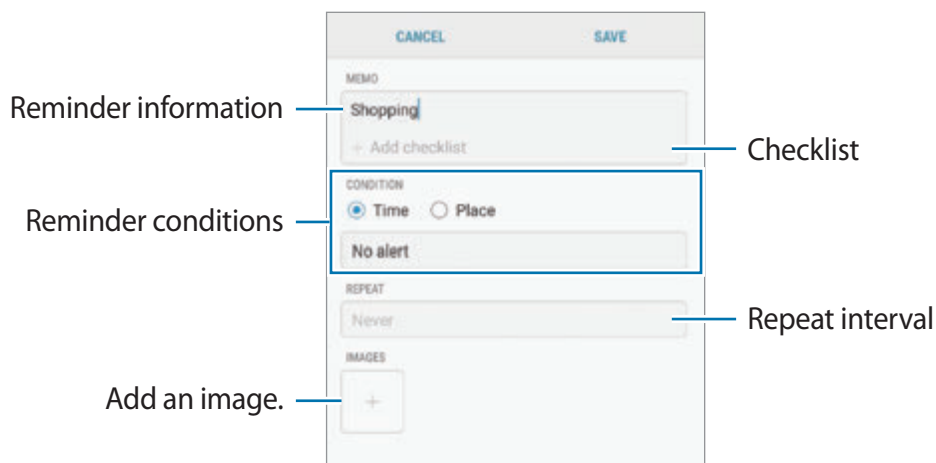 CANCEL SAVE
MEMO
Reminder information
Shopping
+ Add checklist
Checklist
CONDITION
Time Place
Reminder conditions
No alert
REPEAT
Never
Repeat interval
IMAGES
Add an image.
+